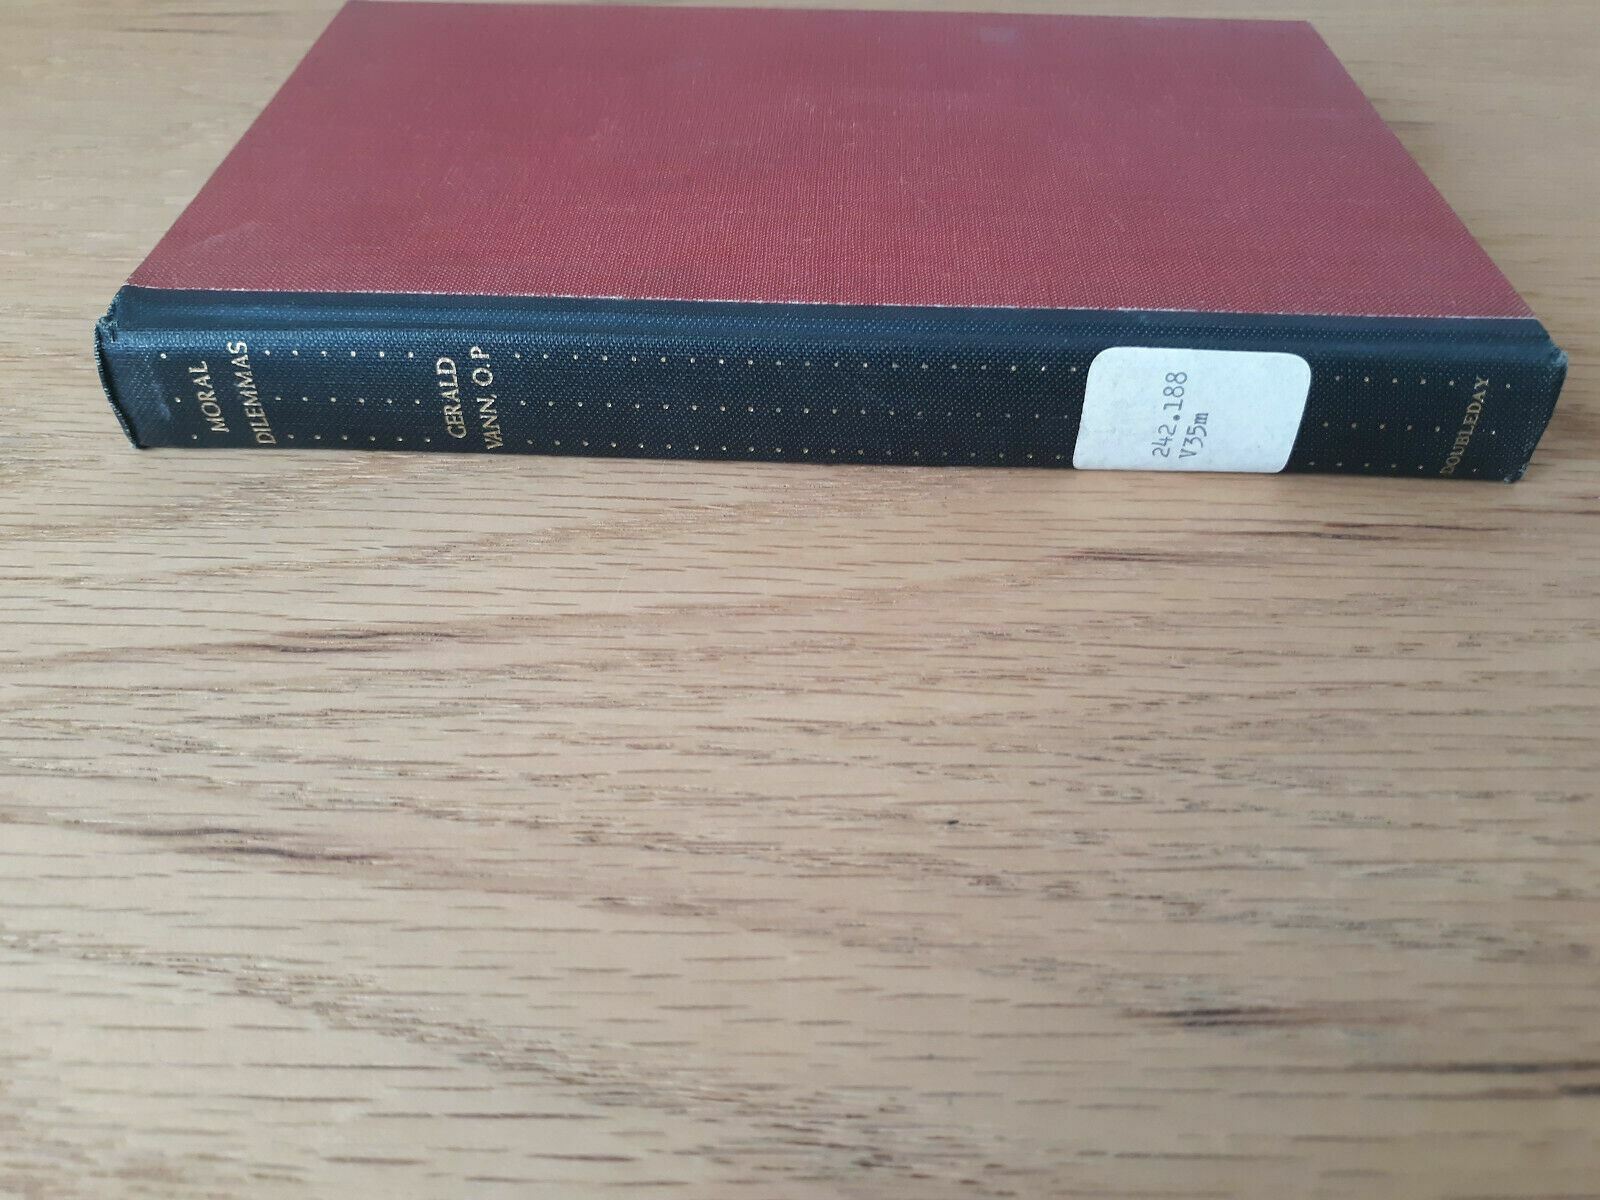 MORAL
DILEMMAS
GERALD
VANN, O.P
242.188
V35m
DOUBLEDAY